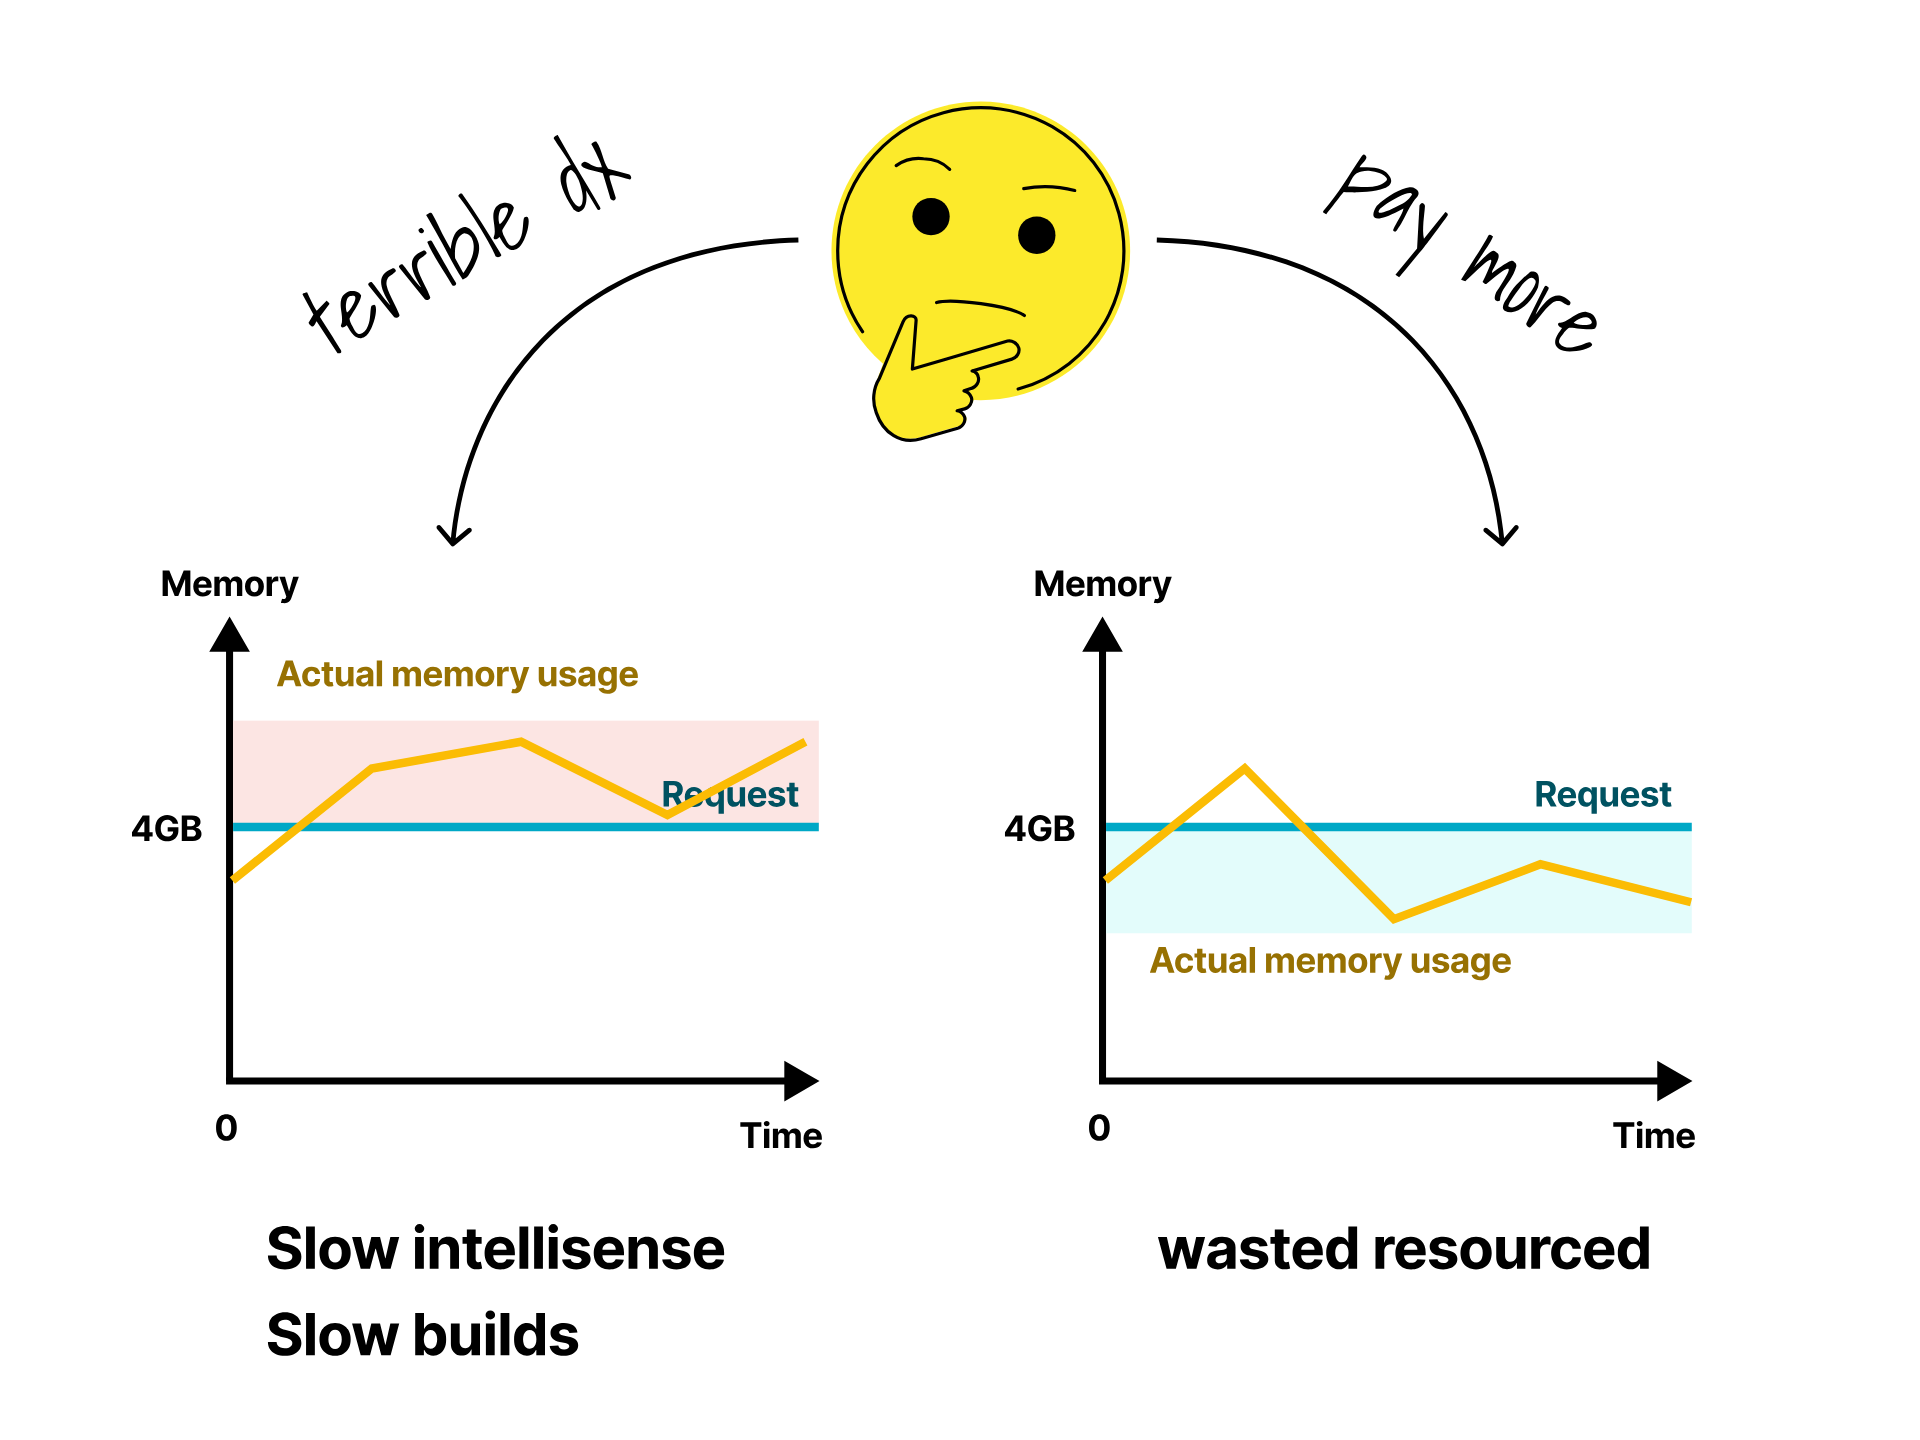 terrible dx
pay more
Memory
Actual memory usage
Request
4GB
0
Time
Slow intellisense
Slow builds
Memory
Request
4GB
Actual memory usage
0
Time
wasted resourced